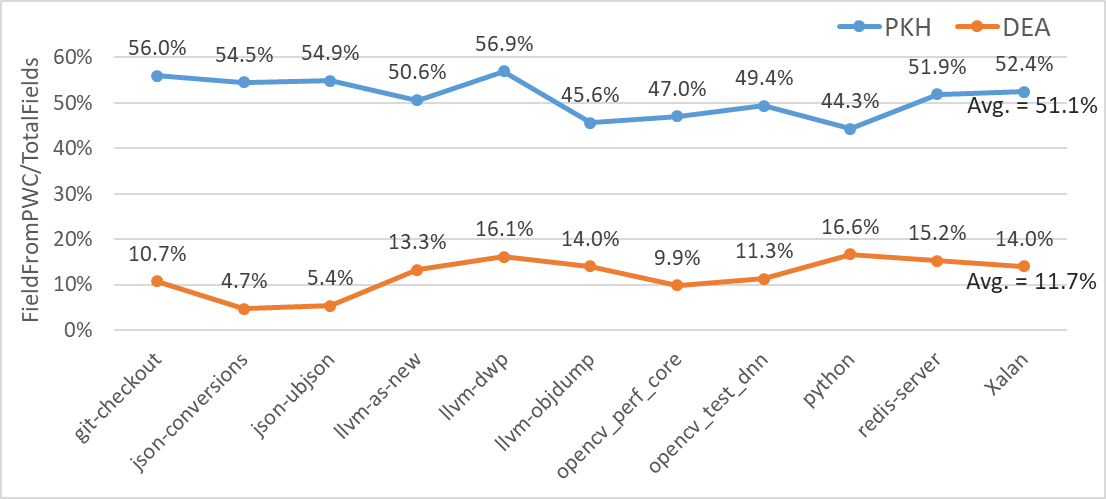 PKH DEA
FieldFromPWC/TotalFields
60%
50%
40%
30%
20%
10%
0%
56.0% 54.5% 54.9% 50.6% 56.9% 45.6% 47.0% 49.4% 44.3% 51.9% 52.4%
Avg. = 51.1%
10.7% 4.7% 5.4% 13.3% 16.1% 14.0% 9.9% 11.3% 16.6% 15.2% 14.0%
Avg. = 11.7%
git-checkout
json-conversions
json-ubjson
llvm-as-new
llvm-dwp
llvm-objdump
opencv_perf_core
opencv_test_dnn
python
redis-server
Xalan